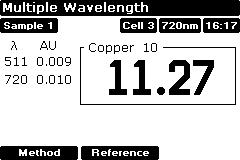 Multiple Wavelength
Sample 1 Cell 3 720nm 16:17
λ AU
511 0.009
720 0.010
Copper 10
11.27
Method Reference